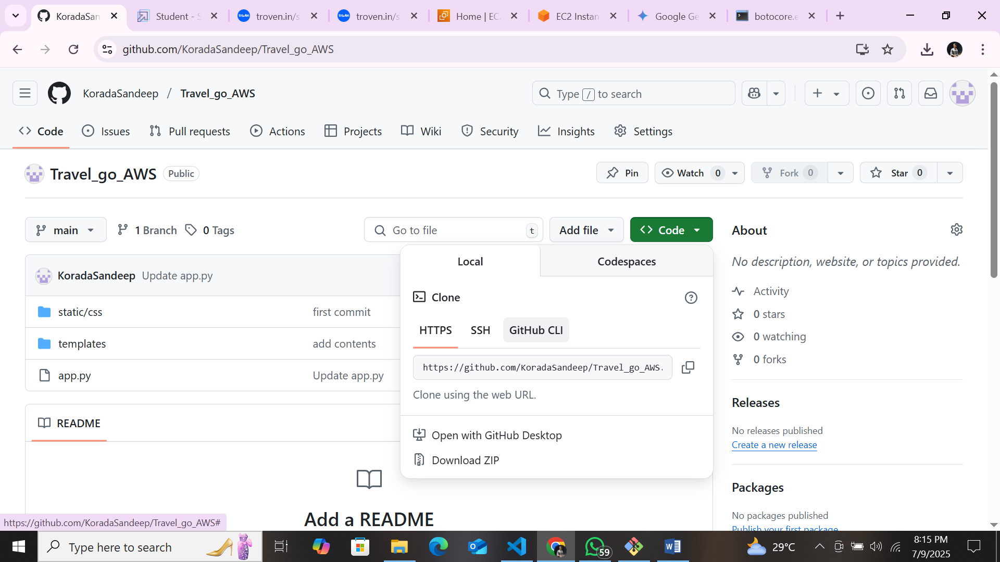 KoradaSan
Student - S
troven.in/s
troven.in/s
Home | EC2
EC2 Instan
Google Ge
botocore.e
github.com/KoradaSandeep/Travel_go_AWS
KoradaSandeep / Travel_go_AWS
Type / to search
Code
Issues
Pull requests
Actions
Projects
Wiki
Security
Insights
Settings
Travel_go_AWS Public
Pin
Watch 0
Fork 0
Star 0
main
1 Branch
0 Tags
Go to file t
Add file
Code
KoradaSandeep Update app.py
static/css first commit
templates add contents
app.py Update app.py
README
Add a README
Local
Codespaces
Clone
HTTPS
SSH
GitHub CLI
https://github.com/KoradaSandeep/Travel_go_AWS.
Clone using the web URL.
Open with GitHub Desktop
Download ZIP
About
No description, website, or topics provided.
Activity
0 stars
0 watching
0 forks
Releases
No releases published
Create a new release
Packages
No packages published
Publish your first package
https://github.com/KoradaSandeep/Travel_go_AWS#
Type here to search
59
29°C
8:15 PM
7/9/2025